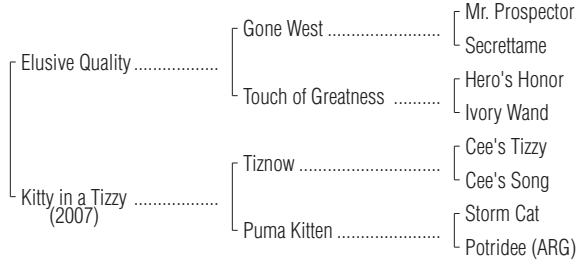 Mr. Prospector
Gone West ....................
Secrettame
Elusive Quality ..................
Hero's Honor
Touch of Greatness ..........
Ivory Wand
Cee's Tizzy
Tiznow .........................
Cee's Song
Kitty in a Tizzy ..................
(2007)
Storm Cat
Puma Kitten ..................
Potridee (ARG)